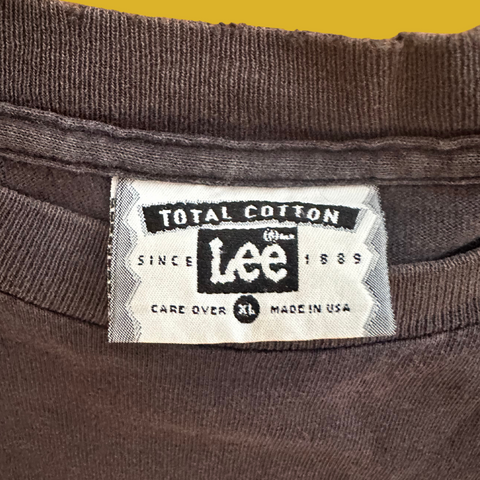 TOTAL COTTON
SINCE Lee 1889
CARE OVER XL MADE IN USA